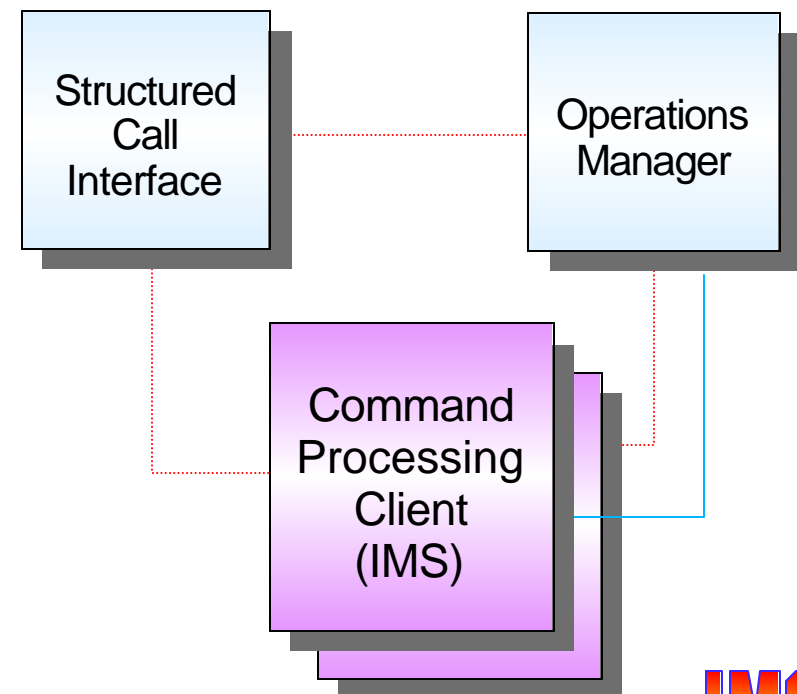 Structured
Call
Interface
Operations
Manager
Command
Processing
Client
(IMS)